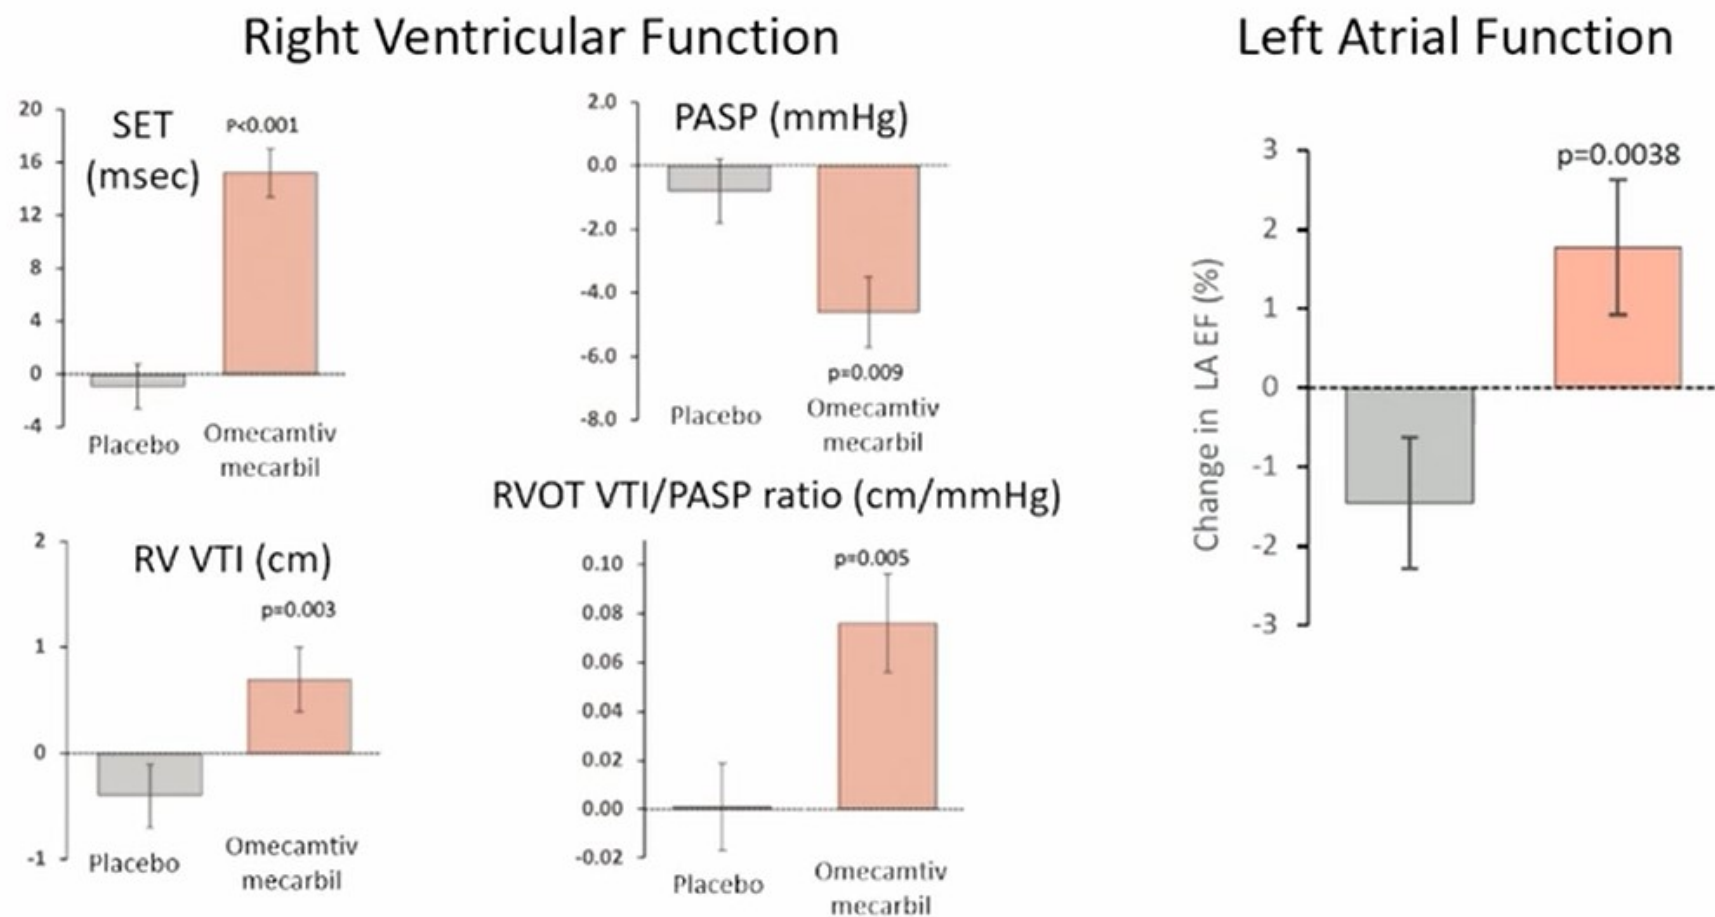 Right Ventricular Function
Left Atrial Function
20
16
12
8
4
0
-4
SET
(msec)
P<0.001
Placebo
Omecamtiv
mecarbil
2.0
0.0
-2.0
-4.0
-6.0
-8.0
PASP (mmHg)
p=0.009
Placebo
Omecamtiv
mecarbil
2
1
0
-1
RV VTI (cm)
p=0.003
Placebo
Omecamtiv
mecarbil
RVOT VTI/PASP ratio (cm/mmHg)
0.10
0.08
0.06
0.04
0.02
0.00
-0.02
p=0.005
Placebo
Omecamtiv
mecarbil
Change in LA EF (%)
3
2
1
0
-1
-2
-3
p=0.0038